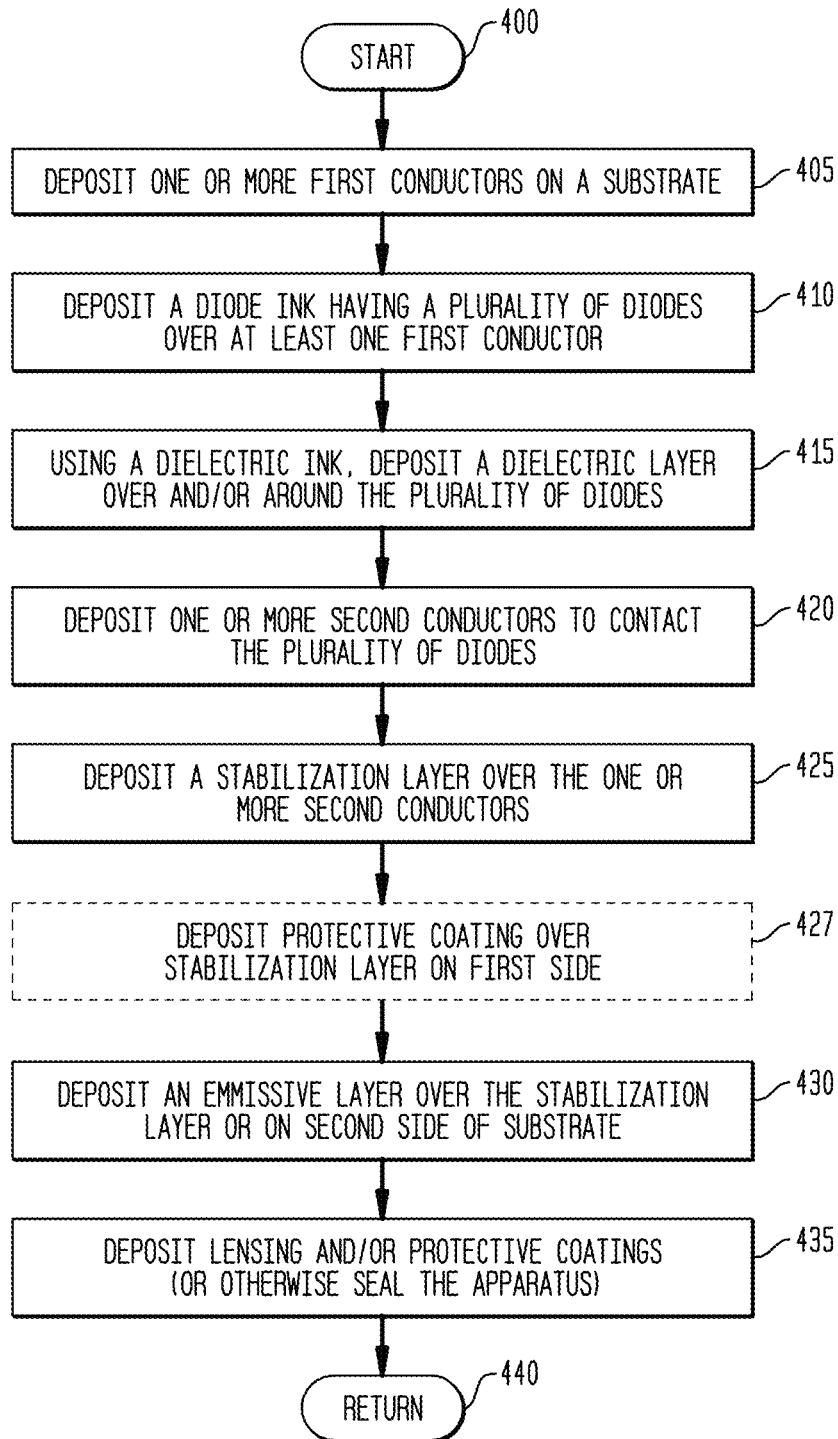 400
START
DEPOSIT ONE OR MORE FIRST CONDUCTORS ON A SUBSTRATE
405
DEPOSIT A DIODE INK HAVING A PLURALITY OF DIODES
OVER AT LEAST ONE FIRST CONDUCTOR
410
USING A DIELECTRIC INK, DEPOSIT A DIELECTRIC LAYER
OVER AND/OR AROUND THE PLURALITY OF DIODES
415
DEPOSIT ONE OR MORE SECOND CONDUCTORS TO CONTACT
THE PLURALITY OF DIODES
420
DEPOSIT A STABILIZATION LAYER OVER THE ONE OR
MORE SECOND CONDUCTORS
425
DEPOSIT PROTECTIVE COATING OVER
STABILIZATION LAYER ON FIRST SIDE
427
DEPOSIT AN EMMISSIVE LAYER OVER THE STABILIZATION
LAYER OR ON SECOND SIDE OF SUBSTRATE
430
DEPOSIT LENSING AND/OR PROTECTIVE COATINGS
(OR OTHERWISE SEAL THE APPARATUS)
435
RETURN
440